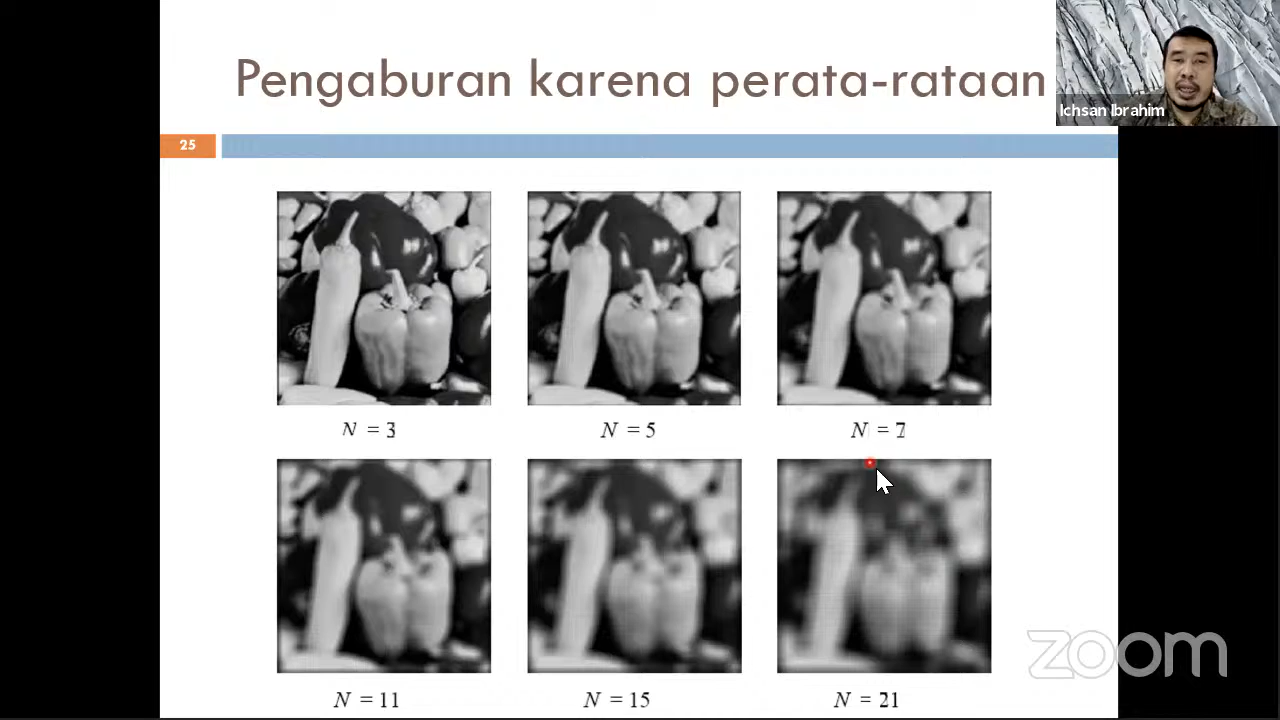 Pengaburan karena perata-rataan
Ichsan Ibrahim
25
N = 3
N = 5
N = 7
N = 11
N = 15
N = 21
zoom